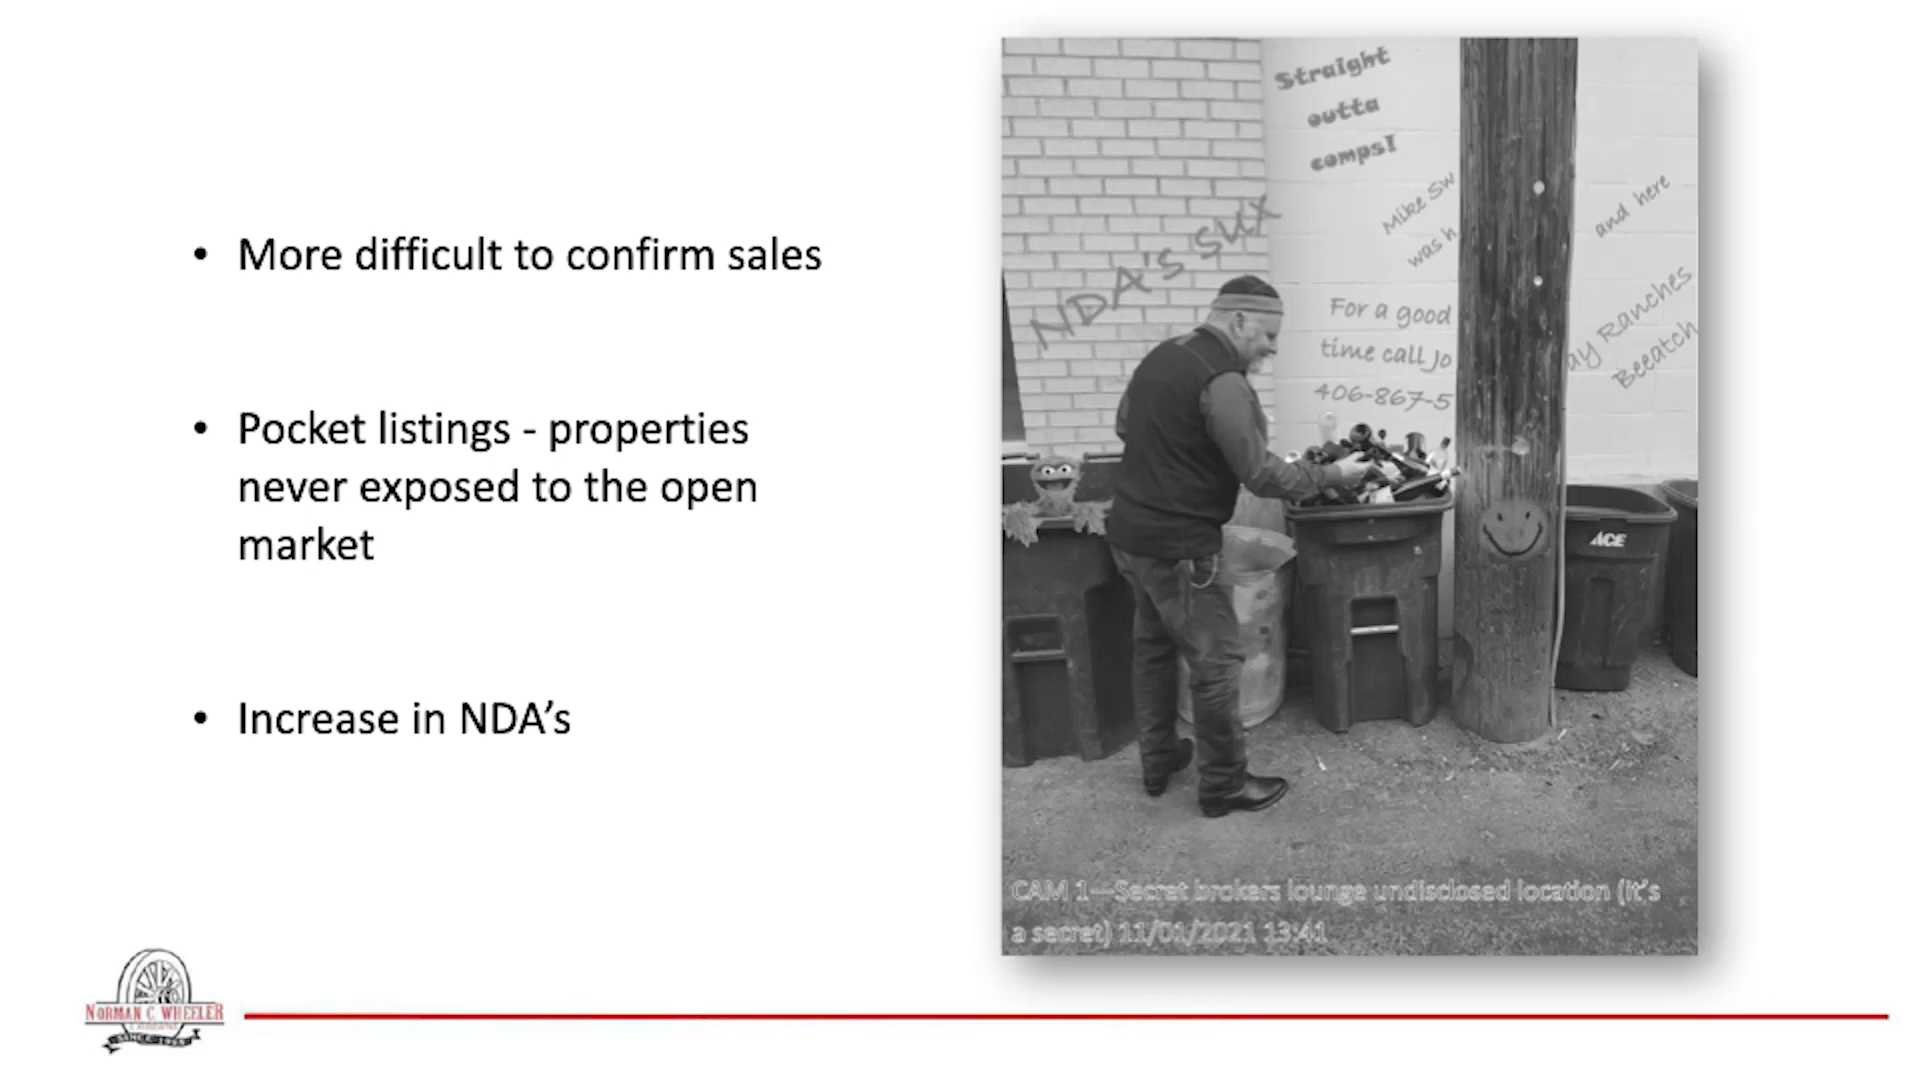 • More difficult to confirm sales
• Pocket listings - properties
never exposed to the open
market
• Increase in NDA’s
Straight
outta
comps!
NDA'S SUX
Mike Sw
was h
and here
For a good
time call Jo
406-867-5
ay Ranches
Beeatch
ACE
CAM 1—Secret brokers lounge undisclosed location (it’s
a secret) 11/01/2021 13:41
NORMAN C. WHEELER
& ASSOCIATES